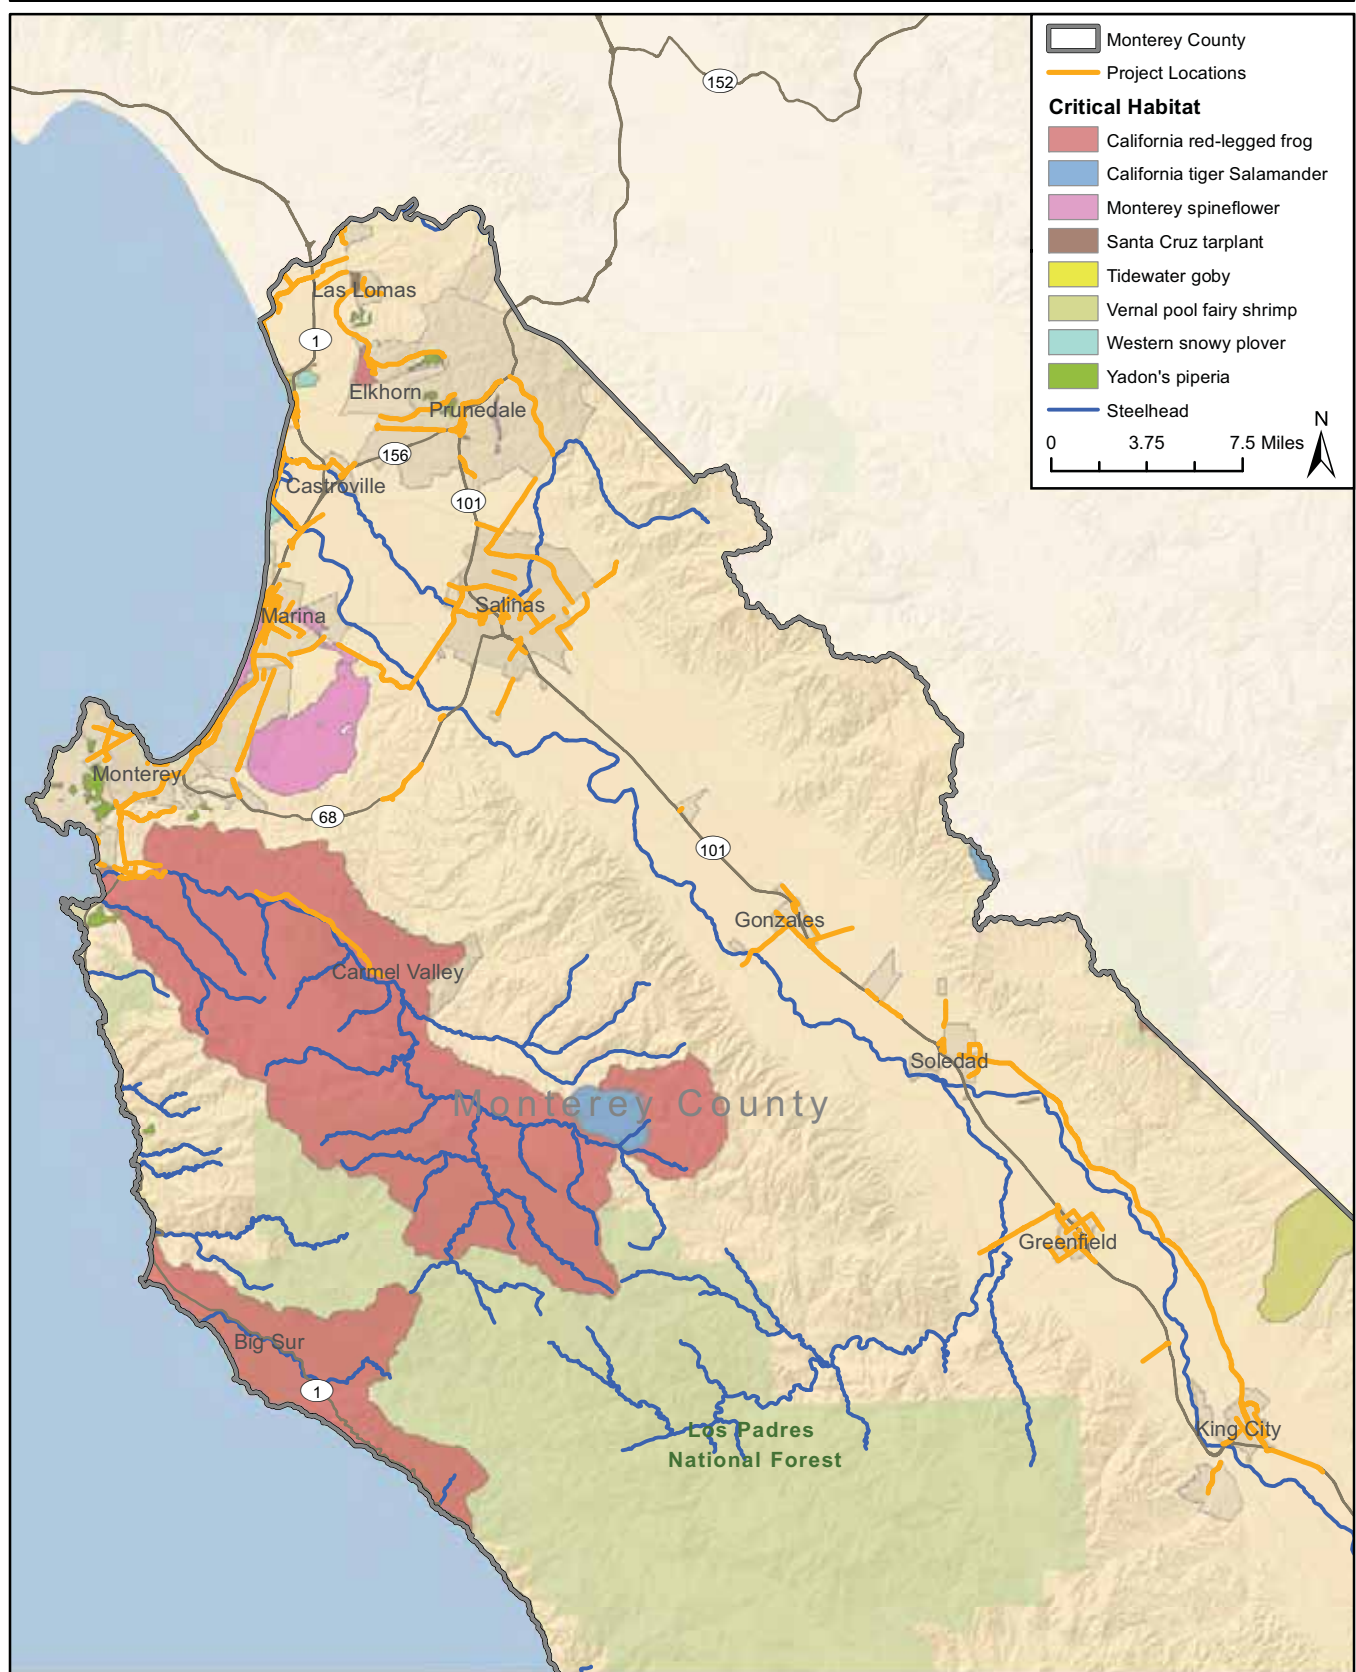 Monterey County
Project Locations
Critical Habitat
California red-legged frog
California tiger Salamander
Monterey spineflower
Santa Cruz tarplant
Tidewater goby
Vernal pool fairy shrimp
Western snowy plover
Yadon's piperia
Steelhead
N
0 3.75 7.5 Miles
152
Las Lomas
1
Elkhorn
Prunedale
156
Castroville
101
Salinas
Marina
Monterey
68
101
Gonzales
Carmel Valley
Soledad
Monterey County
Greenfield
Big Sur
1
Los Padres
National Forest
King City